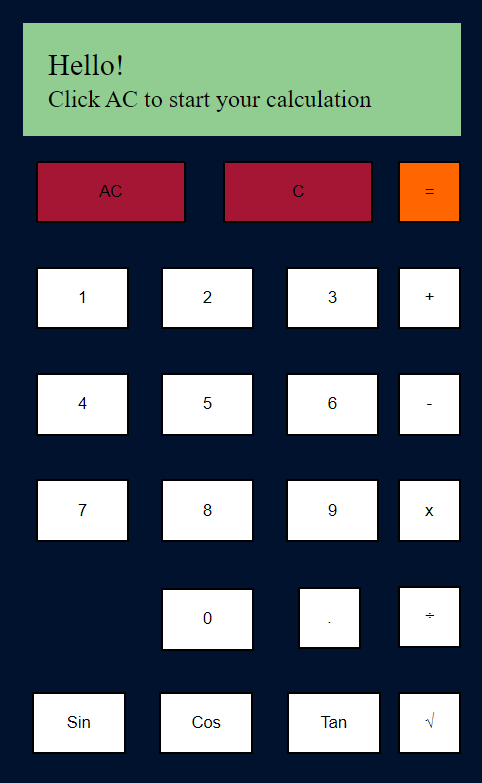 Hello!
Click AC to start your calculation
AC C =
1 2 3 +
4 5 6 -
7 8 9 x
0 . ÷
Sin Cos Tan √